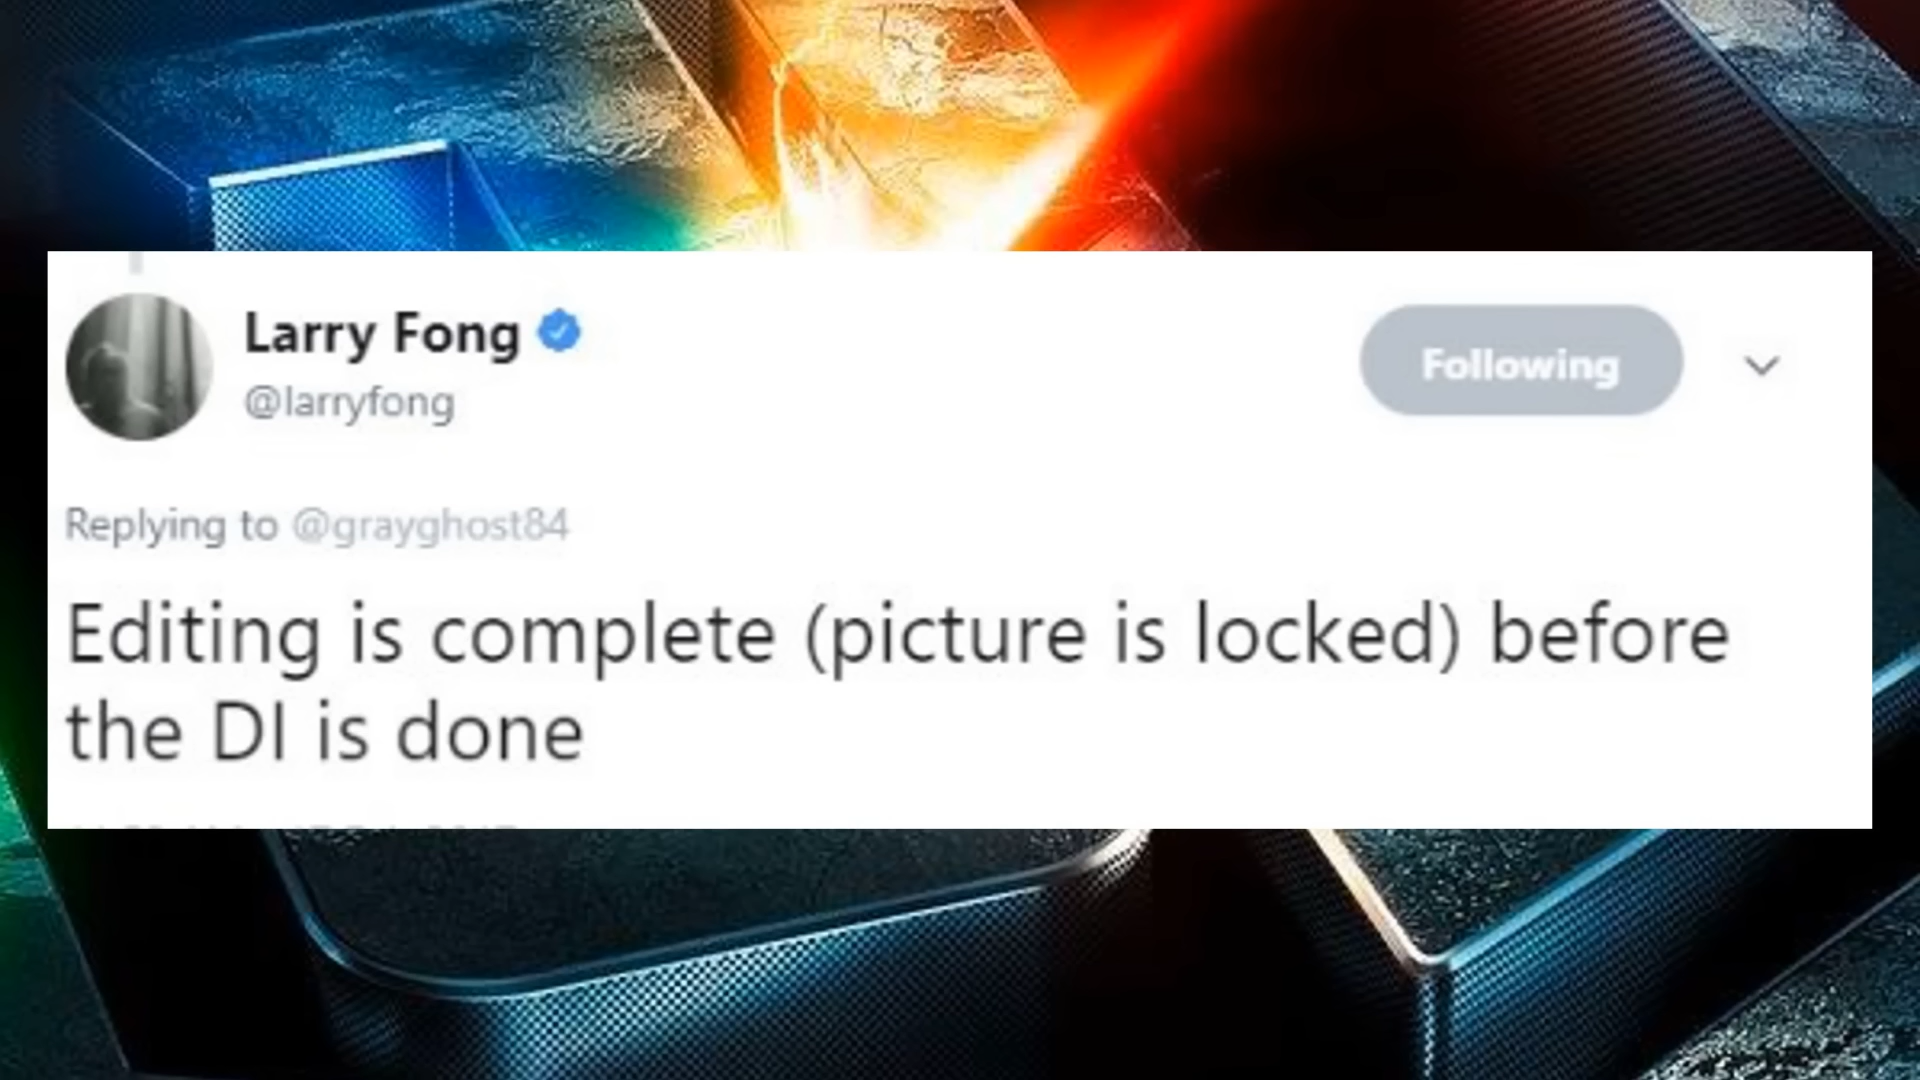 Larry Fong
@larryfong
Following
Replying to @grayghost84
Editing is complete (picture is locked) before
the DI is done